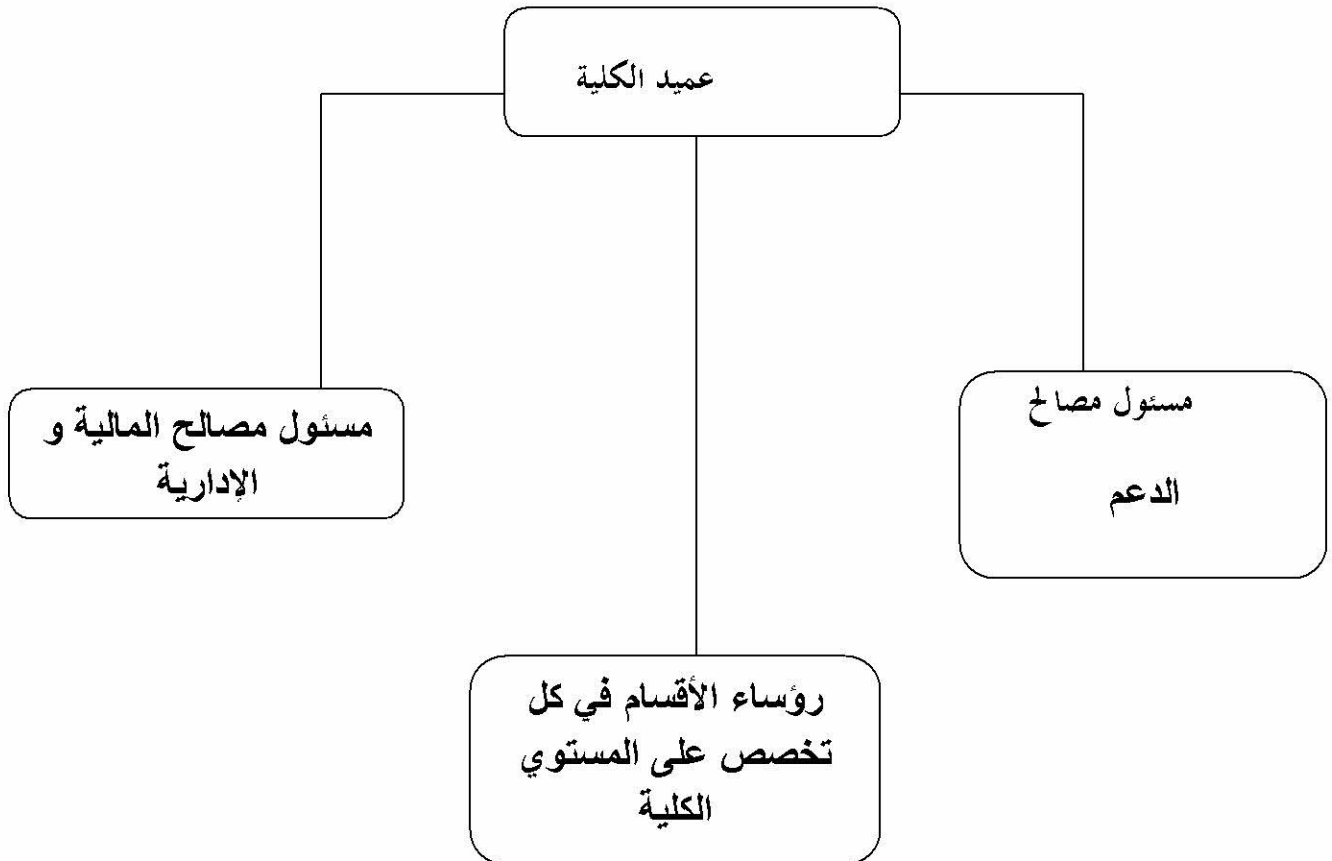 عميد الكلية
مسئول مصالح
الدعم
مسئول مصالح المالية و
الإدارية
رؤساء الأقسام في كل
تخصص على المستوي
الكلية